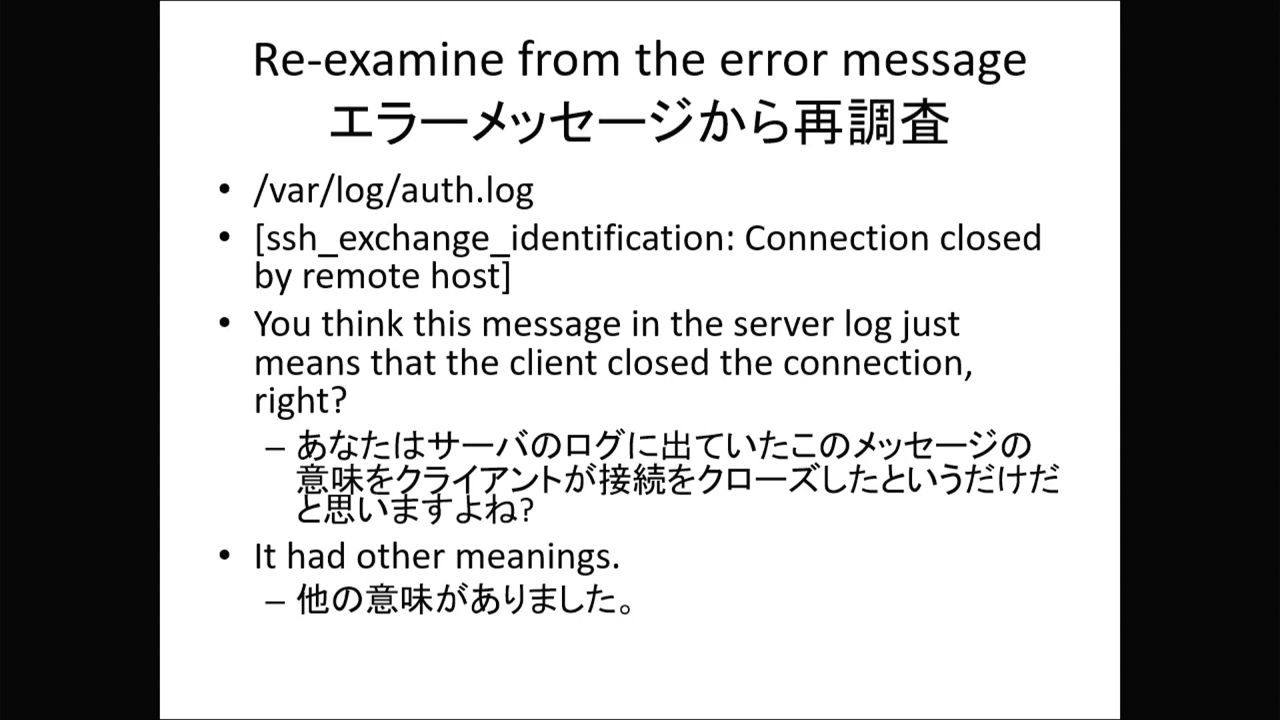 Re-examine from the error message
エラーメッセージから再調査
• /var/log/auth.log
• [ssh_exchange_identification: Connection closed
by remote host]
• You think this message in the server log just
means that the client closed the connection,
right?
– あなたはサーバのログに出ていたこのメッセージの
意味をクライアントが接続をクローズしたというだけだ
と思いますよね?
• It had other meanings.
– 他の意味がありました。